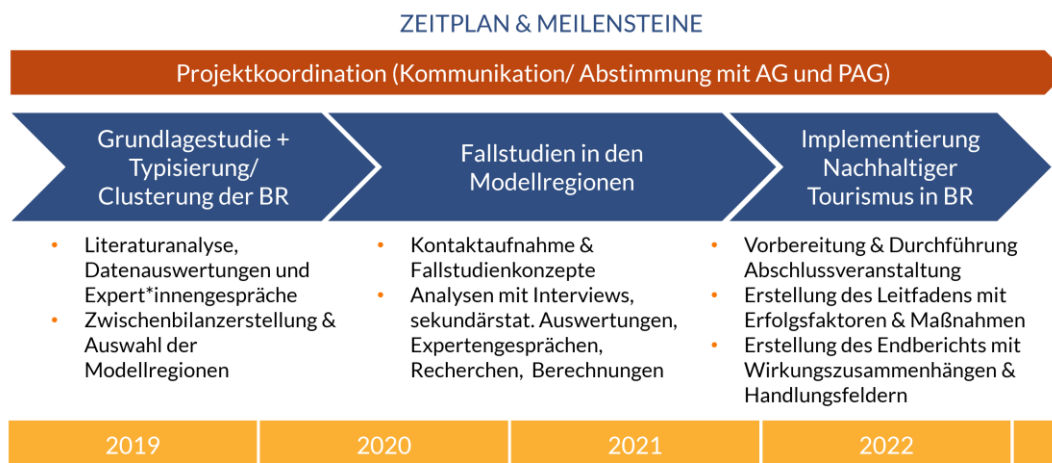 ZEITPLAN & MEILENSTEINE
Projektkoordination (Kommunikation/ Abstimmung mit AG und PAG)
Grundlagestudie +
Typisierung/
Clusterung der BR
Fallstudien in den
Modellregionen
Implementierung
Nachhaltiger
Tourismus in BR
• Literaturanalyse,
Datenauswertungen und
Expert*innengespräche
• Zwischenbilanzerstellung &
Auswahl der
Modellregionen
• Kontaktaufnahme &
Fallstudienkonzepte
• Analysen mit Interviews,
sekundärstat. Auswertungen,
Expertengesprächen,
Recherchen, Berechnungen
• Vorbereitung & Durchführung
Abschlussveranstaltung
• Erstellung des Leitfadens mit
Erfolgsfaktoren & Maßnahmen
• Erstellung des Endberichts mit
Wirkungszusammenhängen &
Handlungsfeldern
2019
2020
2021
2022